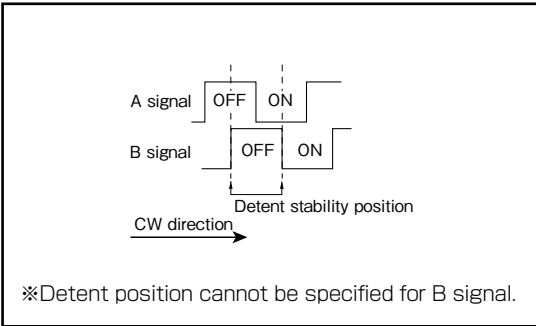 A signal OFF ON
B signal OFF ON
Detent stability position
CW direction
※Detent position cannot be specified for B signal.